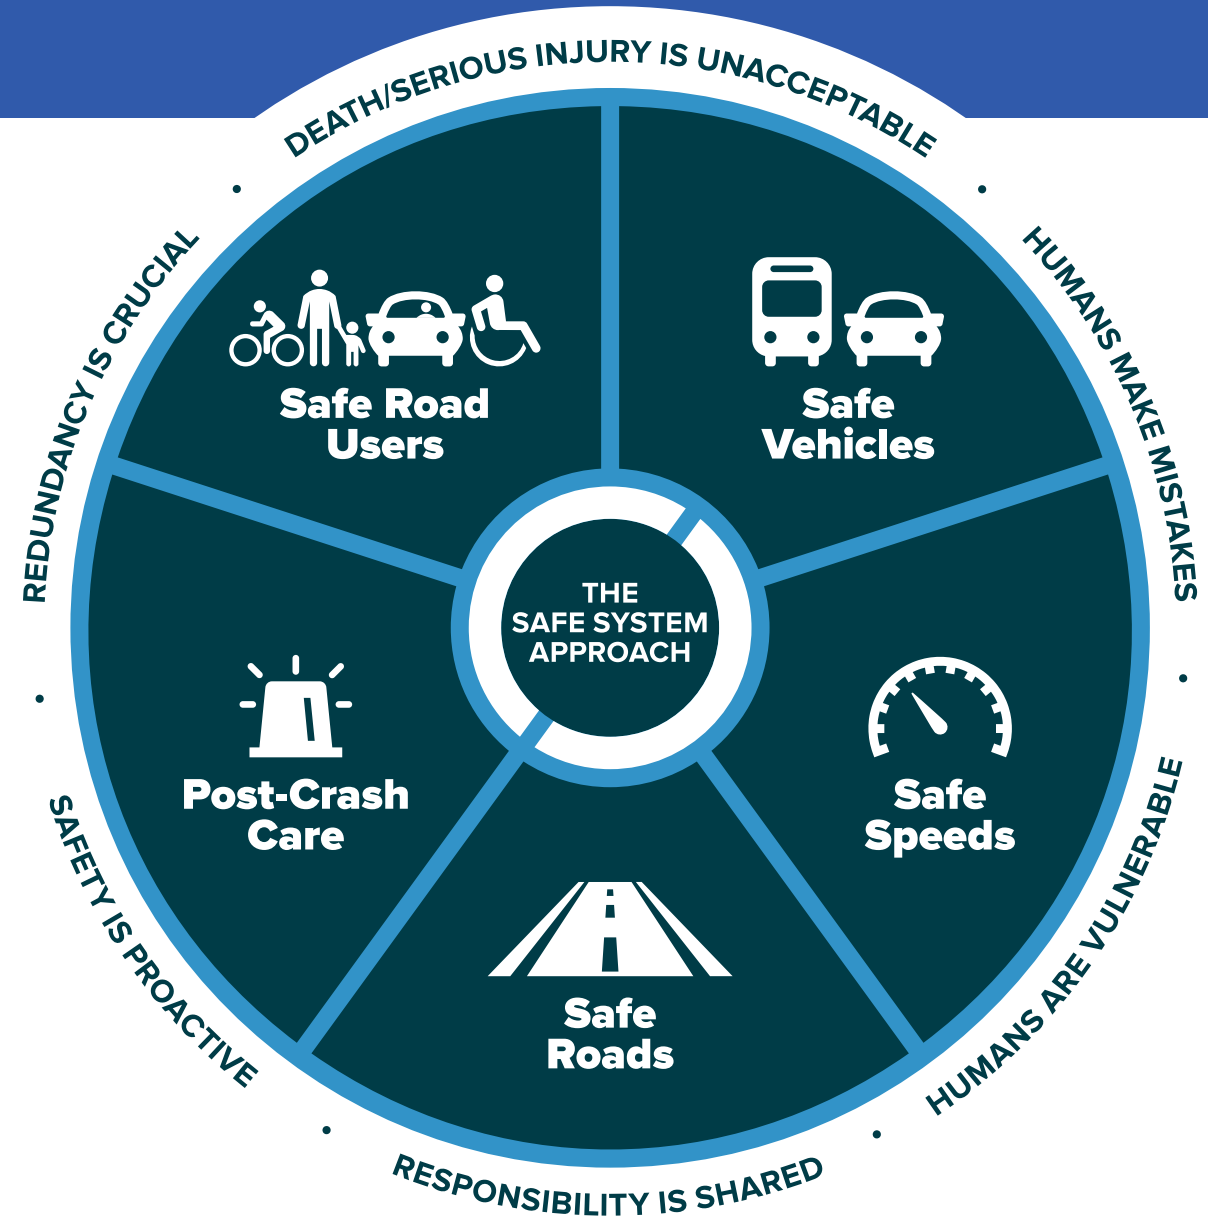 DEATH/SERIOUS INJURY IS UNACCEPTABLE
HUMANS MAKE MISTAKES
HUMANS ARE VULNERABLE
RESPONSIBILITY IS SHARED
SAFETY IS PROACTIVE
REDUNDANCY IS CRUCIAL
Safe Road
Users
Safe
Vehicles
Safe
Speeds
Safe
Roads
Post-Crash
Care
THE
SAFE SYSTEM
APPROACH